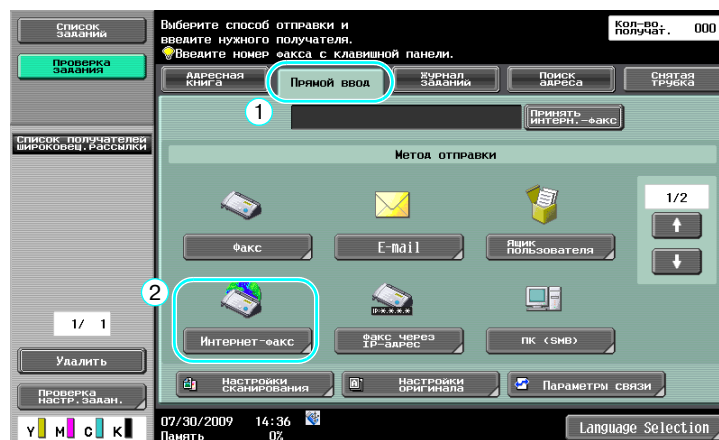 Список
заданий
Выберите способ отправки и
введите нужного получателя.
Введите номер факса с клавишной панели.
Кол-во.
получат.
000
Проверка
задания
Адресная
книга
Прямой ввод
Журнал
заданий
Поиск
адреса
Снятая
трубка
1
Принять
интерн.-факс
Список получателей
широковещ.рассылки
Метод отправки
1/2
Факс
E-mail
Ящик
пользователя
2
IP:*.*.*.*
Интернет-факс
Факс через
IP-адрес
ПК (SMB)
1/ 1
Удалить
Проверка
настр.задан.
Настройки
сканирования
Настройки
оригинала
Параметры связи
Y M C K
07/30/2009 14:36
Память 0%
Language Selection